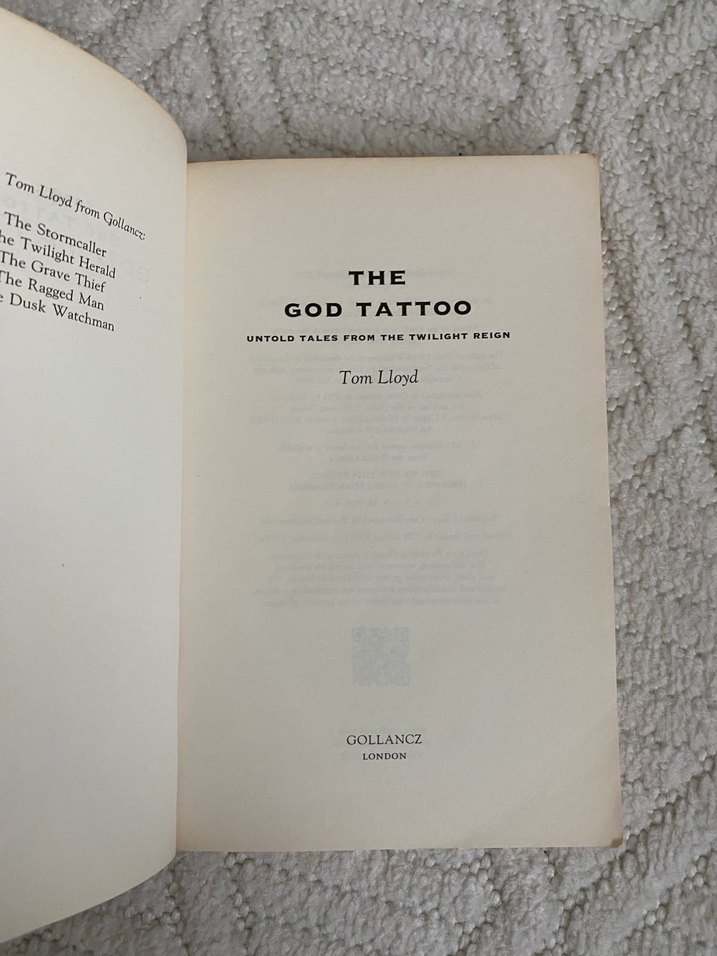 Tom Lloyd from Gollancz:
The Stormcaller
he Twilight Herald
The Grave Thief
The Ragged Man
e Dusk Watchman
THE
GOD TATTOO
UNTOLD TALES FROM THE TWILIGHT REIGN
Tom Lloyd
GOLLANCZ
LONDON